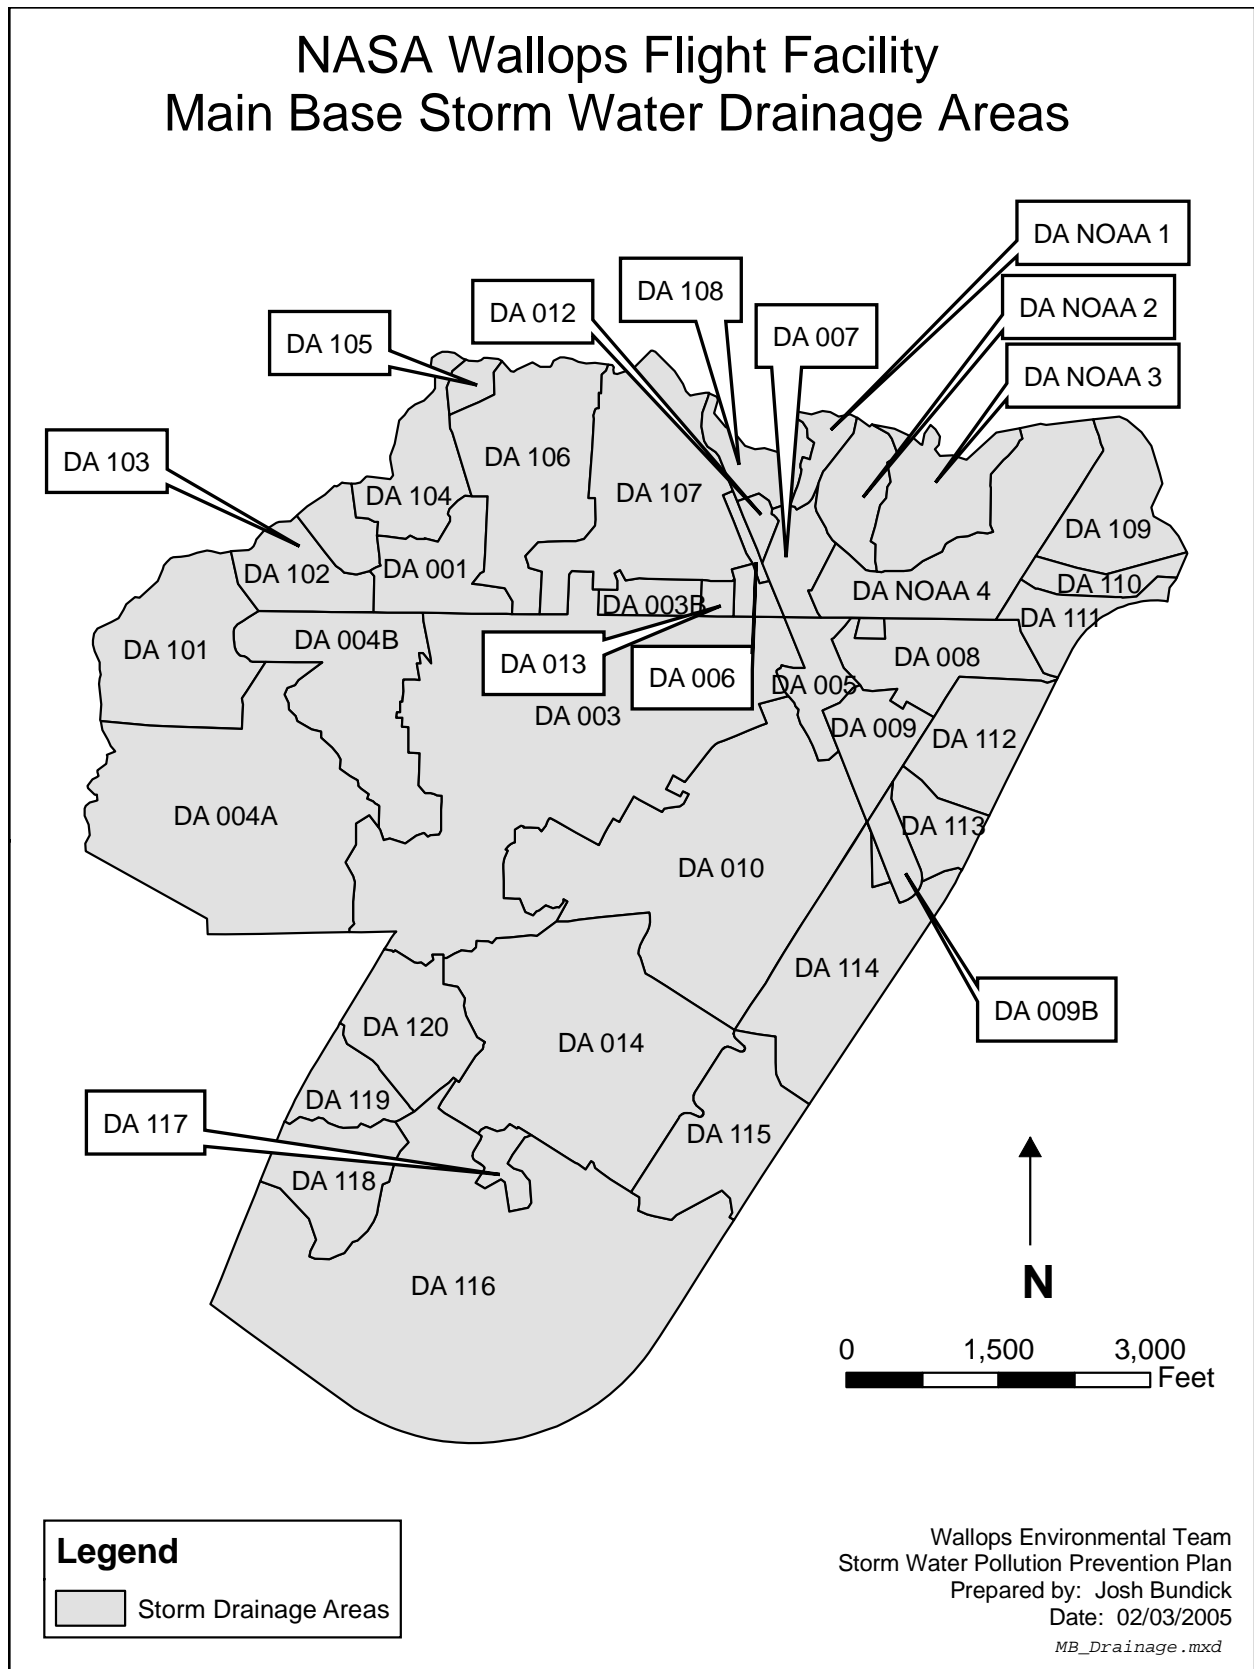 NASA Wallops Flight Facility
Main Base Storm Water Drainage Areas
DA NOAA 1
DA 108
DA NOAA 2
DA 012
DA 007
DA 105
DA NOAA 3
DA 103
DA 106
DA 104
DA 107
DA 109
DA 102
DA 001
DA 110
DA NOAA 4
DA 003B
DA 111
DA 101
DA 004B
DA 013
DA 006
DA 008
DA 005
DA 003
DA 009
DA 112
DA 004A
DA 113
DA 010
DA 114
DA 009B
DA 120
DA 014
DA 119
DA 117
DA 115
DA 118
DA 116
N
0 1,500 3,000
Feet
Legend
Storm Drainage Areas
Wallops Environmental Team
Storm Water Pollution Prevention Plan
Prepared by: Josh Bundick
Date: 02/03/2005
MB_Drainage.mxd